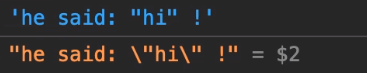 'he said: "hi" !'
"he said: \"hi\" !" = $2